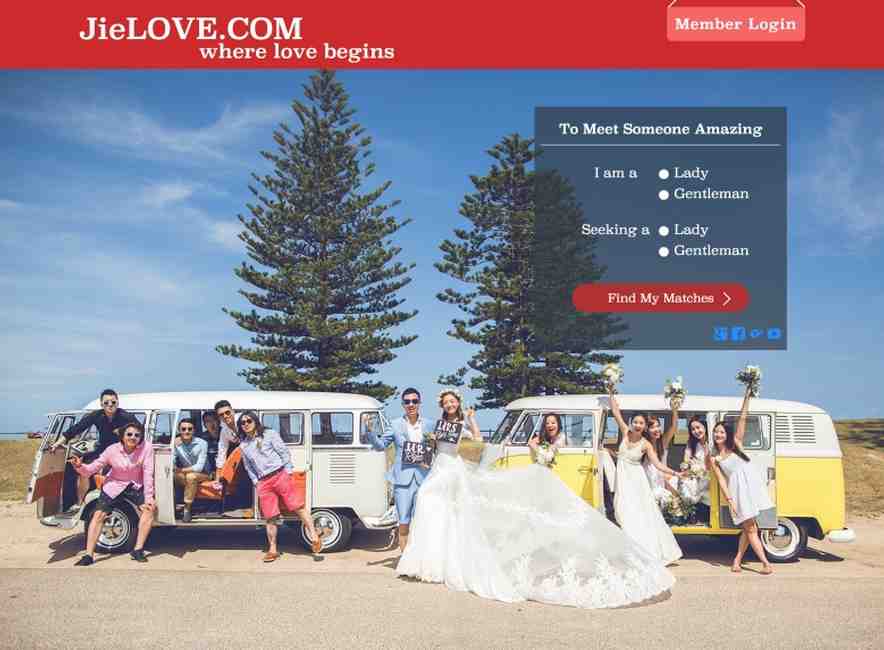 JieLOVE.COM
where love begins
Member Login
To Meet Someone Amazing
I am a
Lady
Gentleman
Seeking a
Lady
Gentleman
Find My Matches